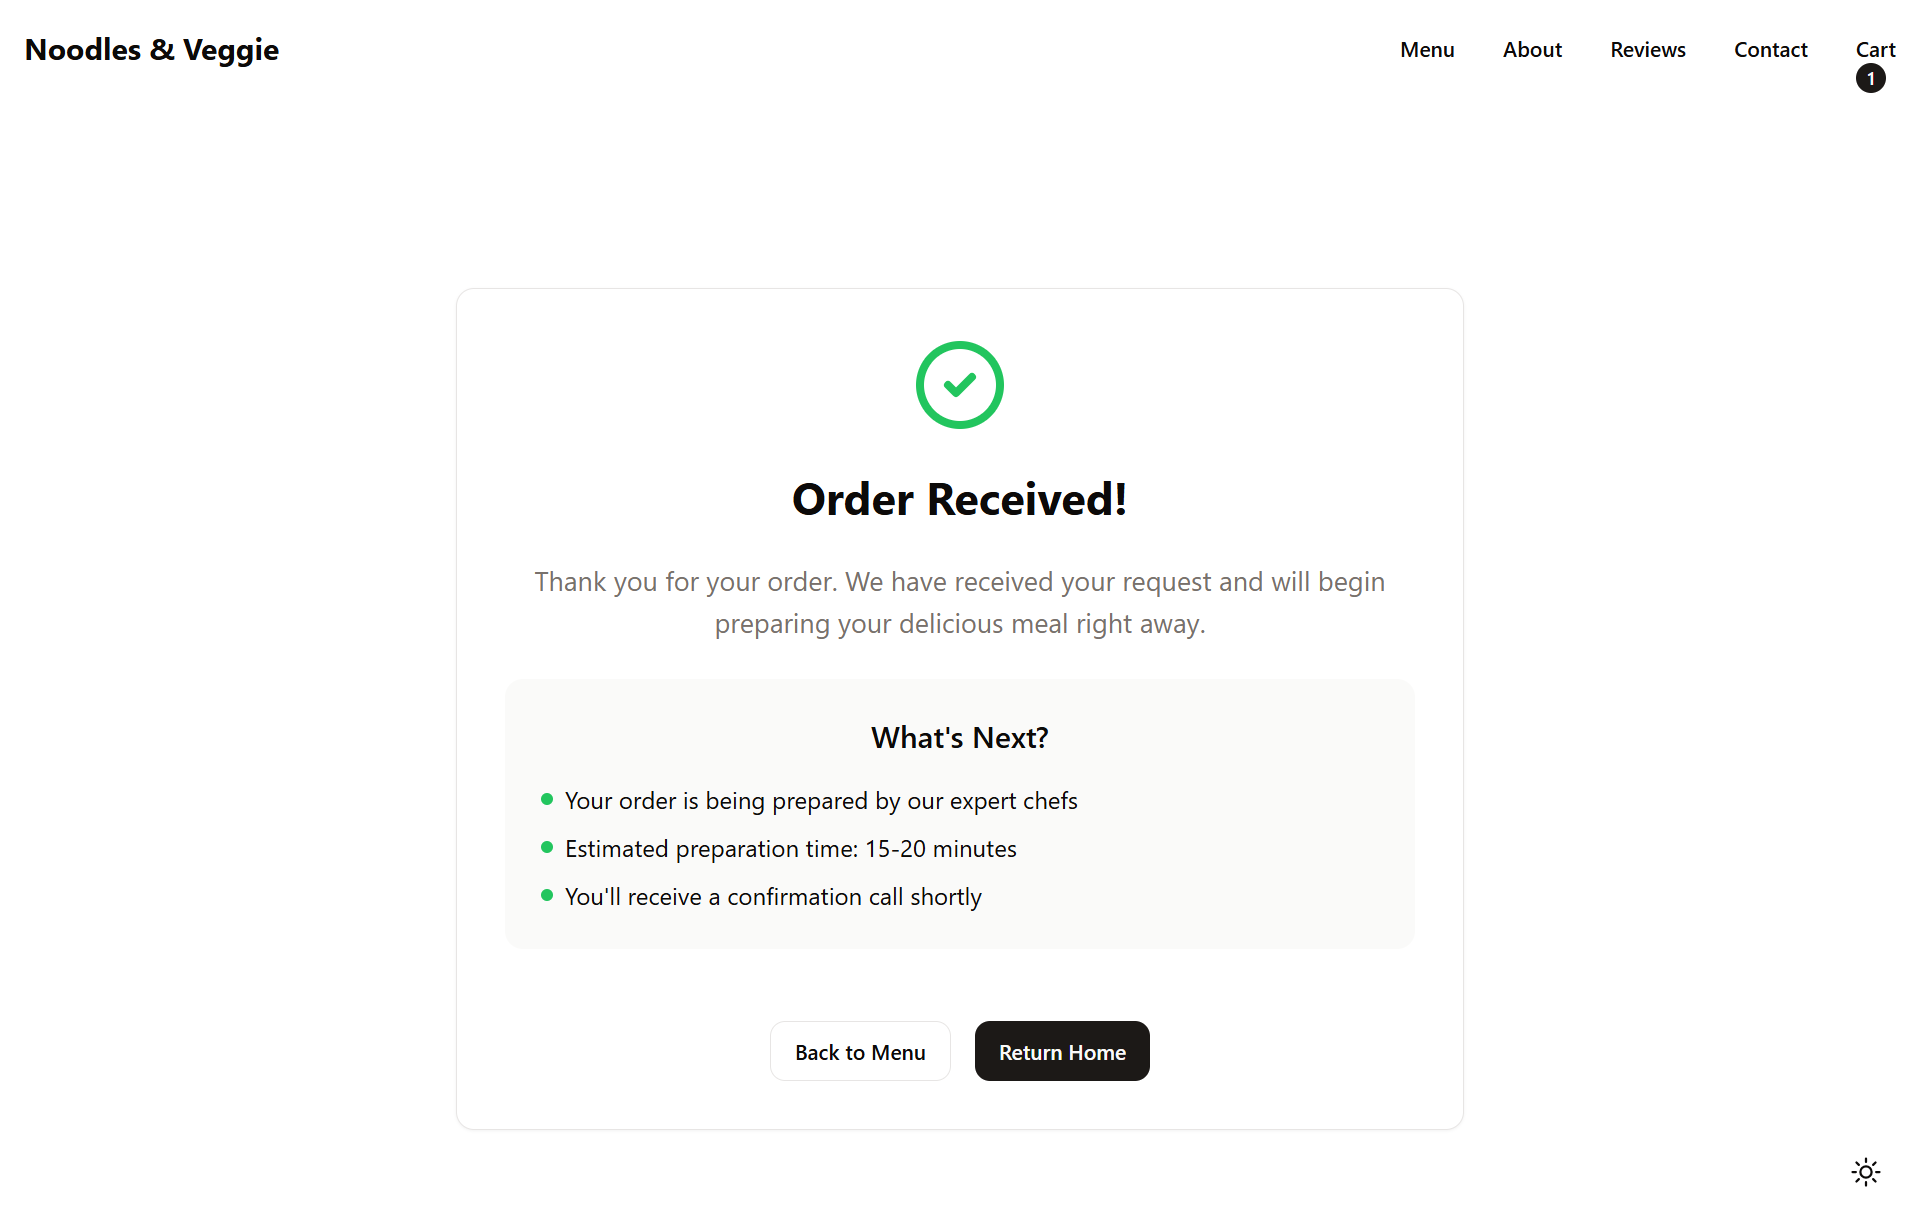 Noodles & Veggie
Menu
About
Reviews
Contact
Cart
1
Order Received!
Thank you for your order. We have received your request and will begin
preparing your delicious meal right away.
What's Next?
Your order is being prepared by our expert chefs
Estimated preparation time: 15-20 minutes
You'll receive a confirmation call shortly
Back to Menu
Return Home